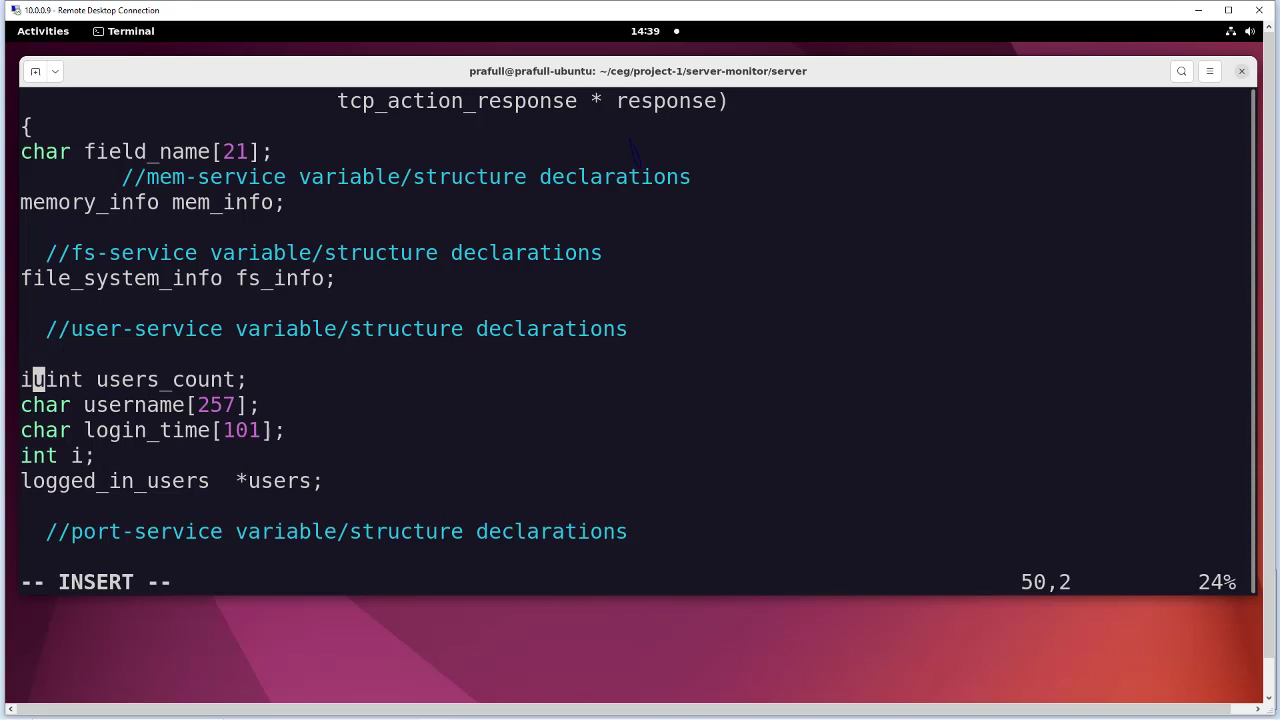 10.0.0.9 - Remote Desktop Connection
Activities Terminal 14:39
prafull@prafull-ubuntu: ~/ceg/project-1/server-monitor/server
tcp_action_response * response)
{
char field_name[21];
//mem-service variable/structure declarations
memory_info mem_info;
//fs-service variable/structure declarations
file_system_info fs_info;
//user-service variable/structure declarations
iuint users_count;
char username[257];
char login_time[101];
int i;
logged_in_users  *users;
//port-service variable/structure declarations
-- INSERT -- 50,2 24%